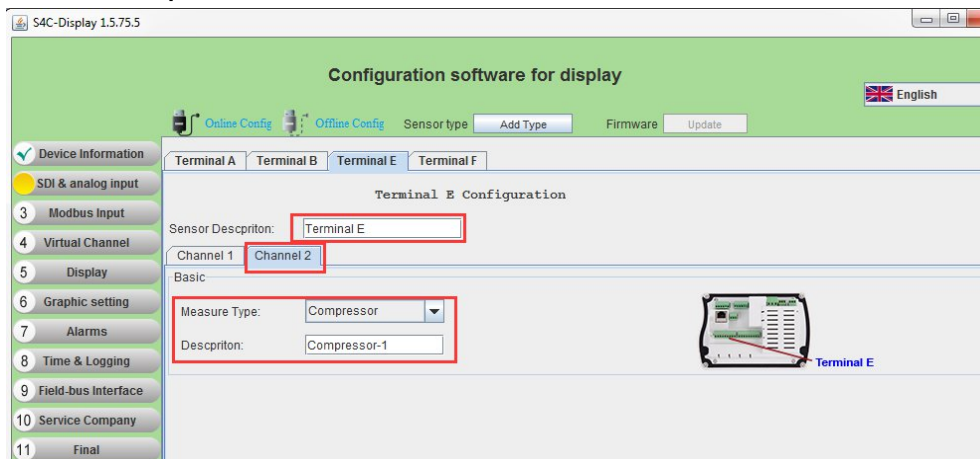 S4C-Display 1.5.75.5
Configuration software for display
English
Online Config Offline Config Sensor type Add Type Firmware Update
Device Information
SDI & analog input
3 Modbus Input
4 Virtual Channel
5 Display
6 Graphic setting
7 Alarms
8 Time & Logging
9 Field-bus Interface
10 Service Company
11 Final
Terminal A Terminal B Terminal E Terminal F
Terminal E Configuration
Sensor Descpriton: Terminal E
Channel 1 Channel 2
Basic
Measure Type: Compressor
Descpriton: Compressor-1
Terminal E